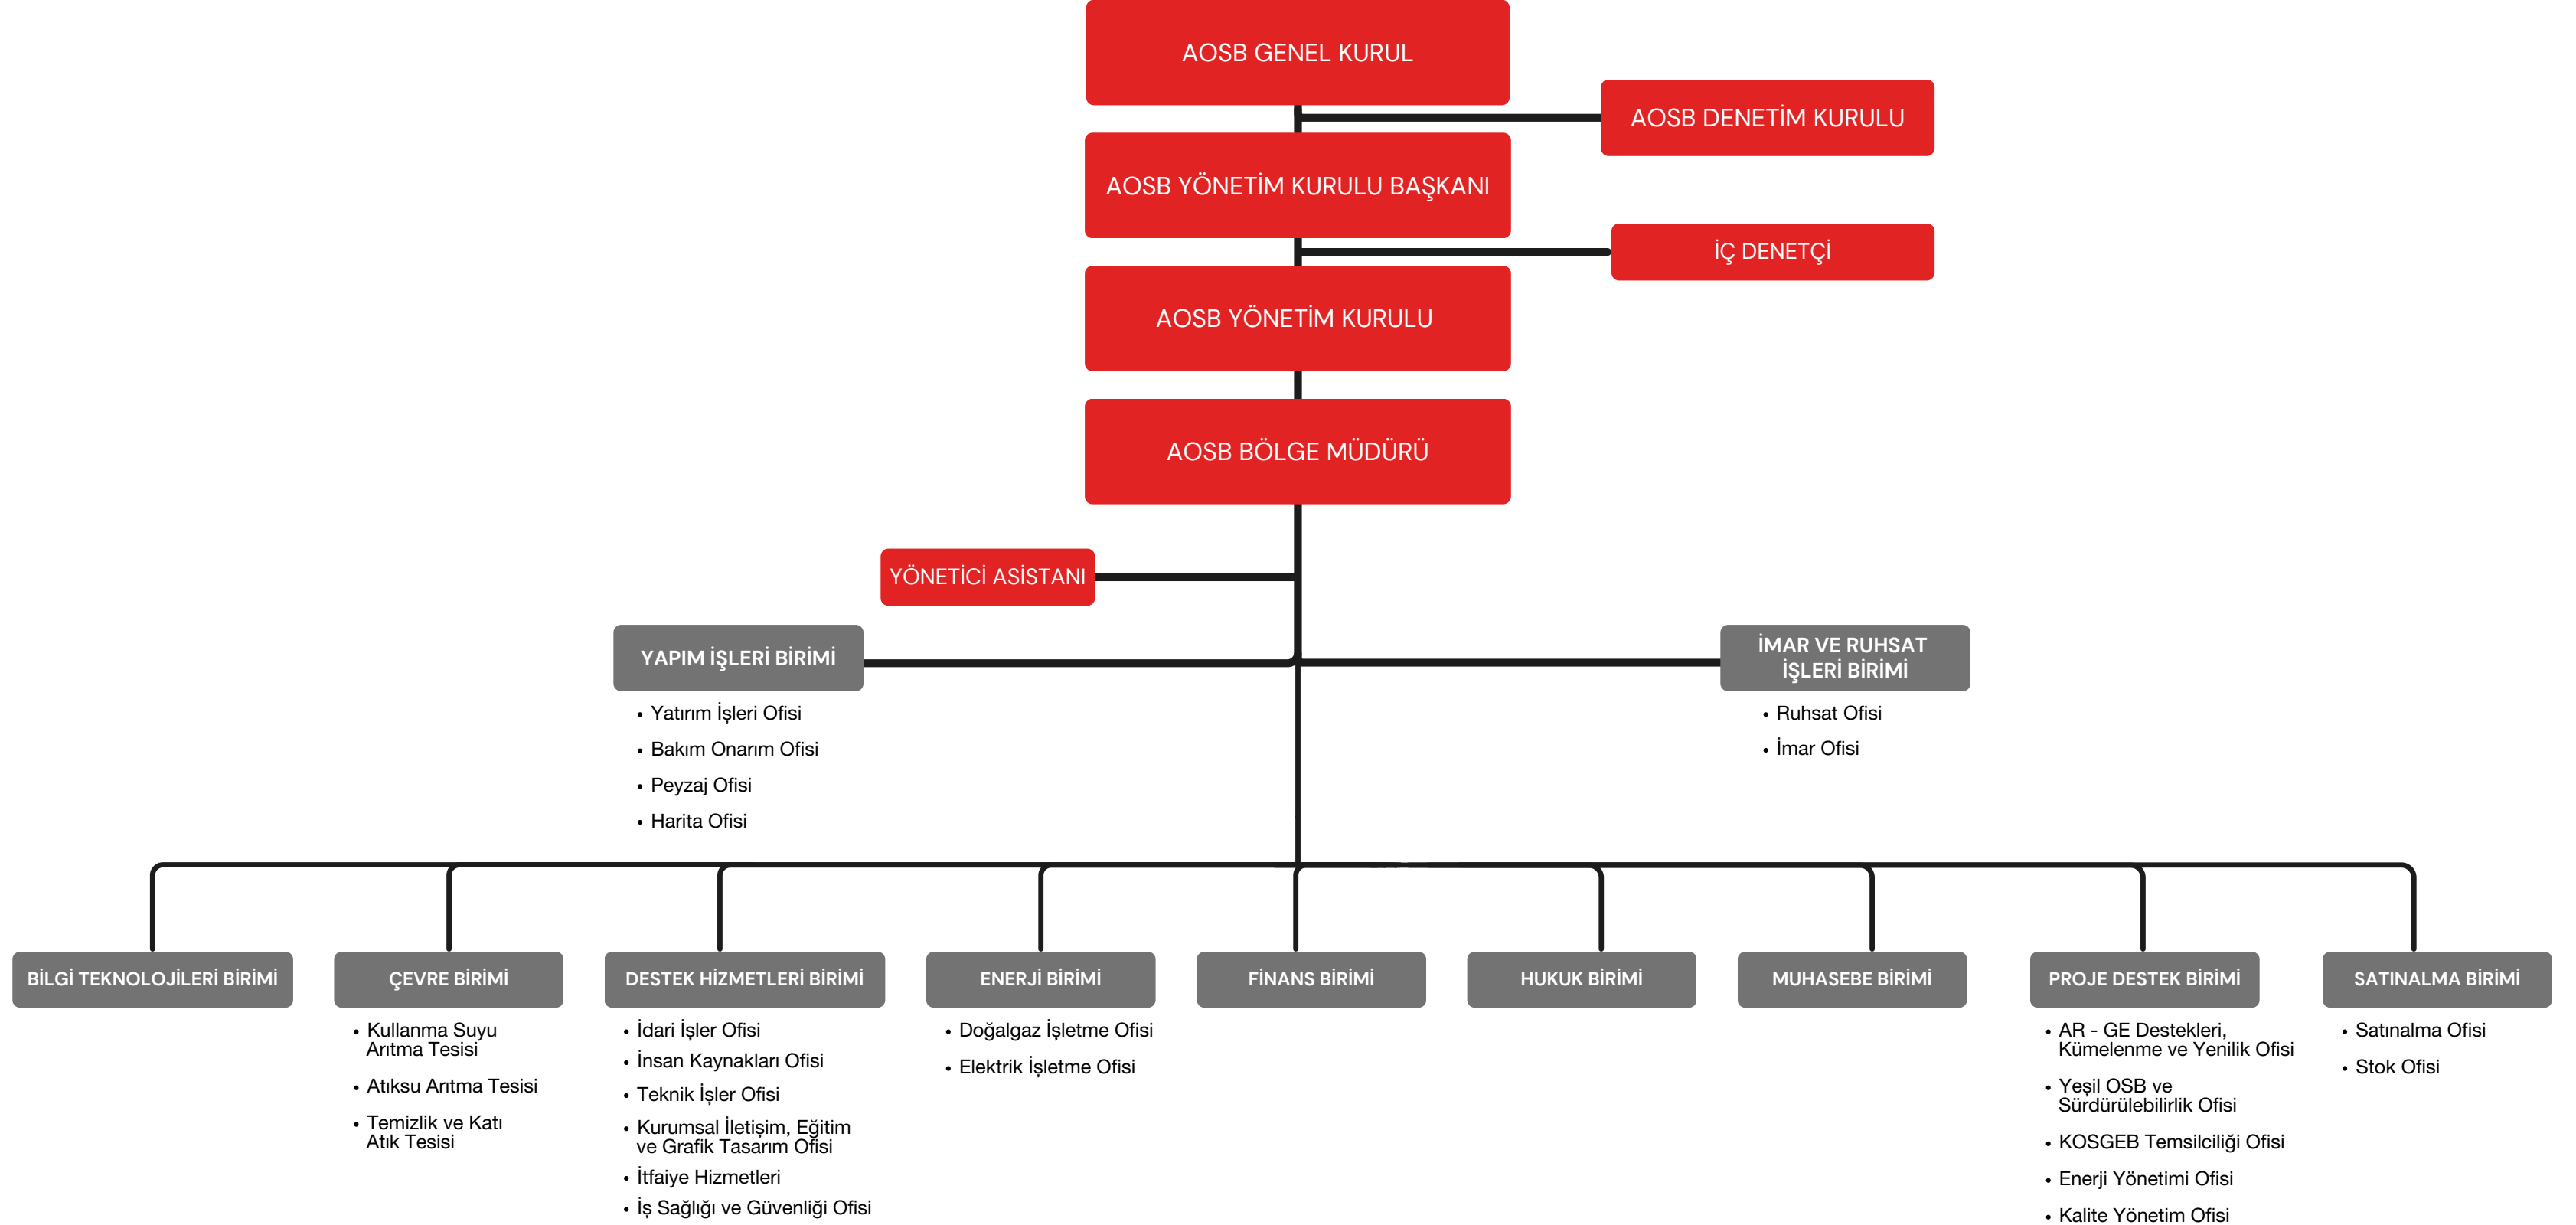 AOSB GENEL KURUL
AOSB DENETİM KURULU
AOSB YÖNETİM KURULU BAŞKANI
İÇ DENETÇİ
AOSB YÖNETİM KURULU
AOSB BÖLGE MÜDÜRÜ
YÖNETİCİ ASİSTANI
YAPIM İŞLERİ BİRİMİ
• Yatırım İşleri Ofisi
• Bakım Onarım Ofisi
• Peyzaj Ofisi
• Harita Ofisi
İMAR VE RUHSAT
İŞLERİ BİRİMİ
• Ruhsat Ofisi
• İmar Ofisi
BİLGİ TEKNOLOJİLERİ BİRİMİ
ÇEVRE BİRİMİ
• Kullanma Suyu
Arıtma Tesisi
• Atıksu Arıtma Tesisi
• Temizlik ve Katı
Atık Tesisi
DESTEK HİZMETLERİ BİRİMİ
• İdari İşler Ofisi
• İnsan Kaynakları Ofisi
• Teknik İşler Ofisi
• Kurumsal İletişim, Eğitim
ve Grafik Tasarım Ofisi
• İtfaiye Hizmetleri
• İş Sağlığı ve Güvenliği Ofisi
ENERJİ BİRİMİ
• Doğalgaz İşletme Ofisi
• Elektrik İşletme Ofisi
FİNANS BİRİMİ
HUKUK BİRİMİ
MUHASEBE BİRİMİ
PROJE DESTEK BİRİMİ
• AR - GE Destekleri,
Kümelenme ve Yenilik Ofisi
• Yeşil OSB ve
Sürdürülebilirlik Ofisi
• KOSGEB Temsilciliği Ofisi
• Enerji Yönetimi Ofisi
• Kalite Yönetim Ofisi
SATINALMA BİRİMİ
• Satınalma Ofisi
• Stok Ofisi